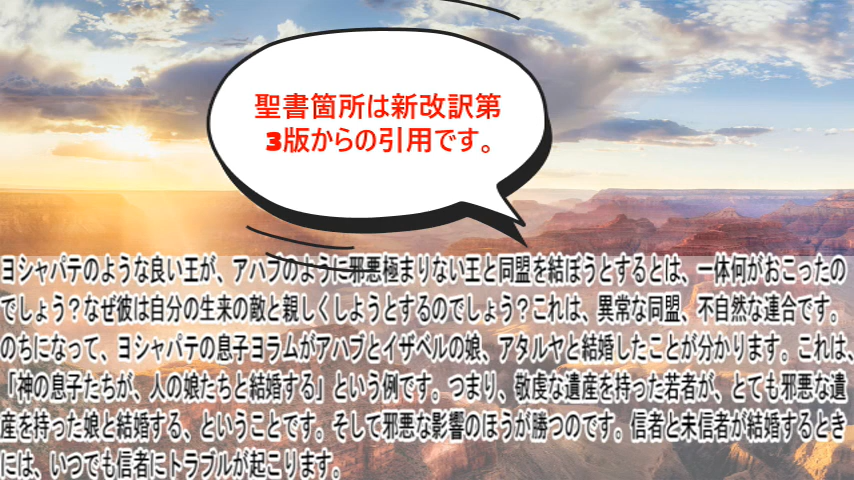 聖書箇所は新改訳第
3版からの引用です。
ヨシャパテのような良い王が、アハブのように邪悪極まりない王と同盟を結ぼうとするとは、一体何がおこったの
でしょう？なぜ彼は自分の生来の敵と親しくしようとするのでしょう？これは、異常な同盟、不自然な連合です。
のちになって、ヨシャパテの息子ヨラムがアハブとイザベルの娘、アタルヤと結婚したことが分かります。これは、
「神の息子たちが、人の娘たちと結婚する」という例です。つまり、敬虔な遺産を持った若者が、とても邪悪な遺
産を持った娘と結婚する、ということです。そして邪悪な影響のほうが勝つのです。信者と未信者が結婚するとき
には、いつでも信者にトラブルが起こります。